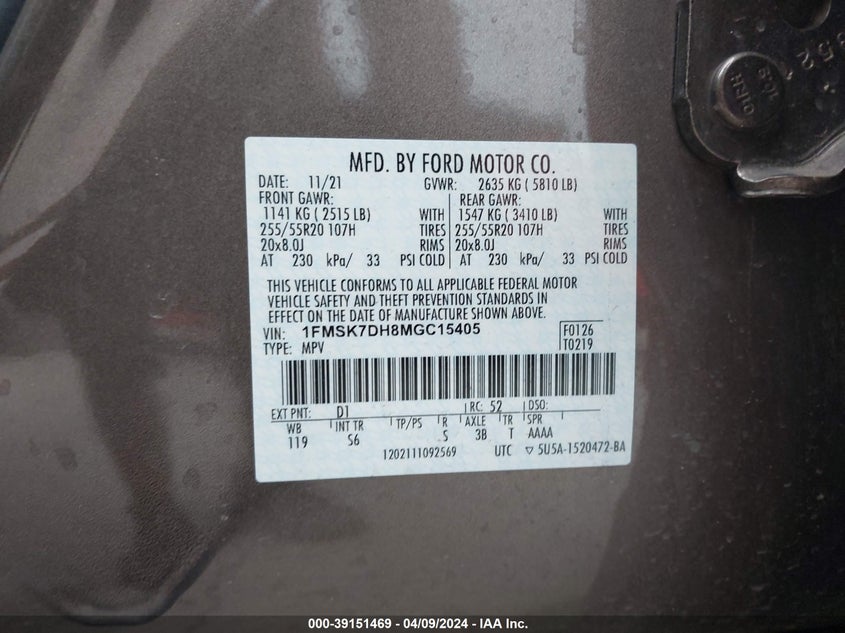 352
MFD. BY FORD MOTOR CO.
DATE: 11/21 GVWR: 2635 KG ( 5810 LB)
FRONT GAWR: REAR GAWR:
1141 KG ( 2515 LB) WITH 1547 KG ( 3410 LB) WITH
255/55R20 107H TIRES 255/55R20 107H TIRES
20x8.0J RIMS 20x8.0J RIMS
AT 230 kPa/ 33 PSI COLD AT 230 kPa/ 33 PSI COLD
THIS VEHICLE CONFORMS TO ALL APPLICABLE FEDERAL MOTOR
VEHICLE SAFETY AND THEFT PREVENTION STANDARDS IN
EFFECT ON THE DATE OF MANUFACTURE SHOWN ABOVE.
VIN: 1FMSK7DH8MGC15405 F0126
TYPE: MPV T0219
EXT PNT: D1 RC: 52 DSO:
WB INT TR TP/PS R AXLE TR SPR
119 S6 S 3B T AAAA
1202111092569 UTC ▽ 5U5A-1520472-BA
000-39151469 - 04/09/2024 - IAA Inc.